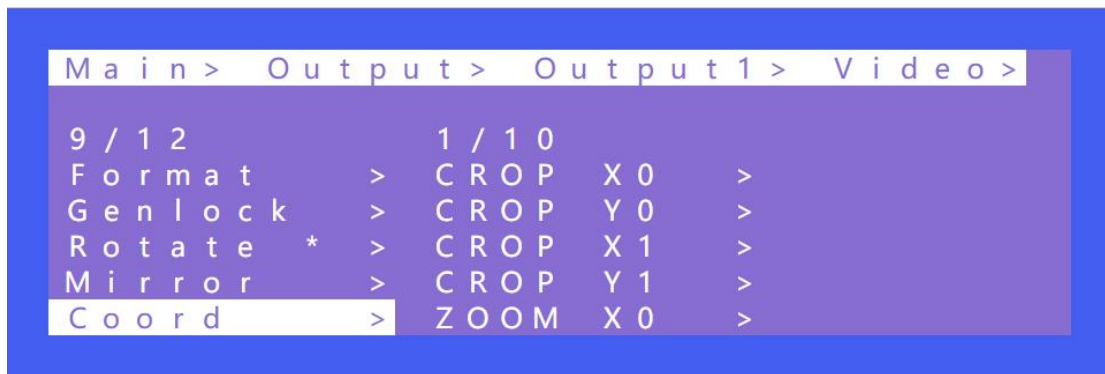 Main> Output> Output1> Video>
9/12 1/10
Format > CROP X0 >
Genlock > CROP Y0 >
Rotate * > CROP X1 >
Mirror > CROP Y1 >
Coord > ZOOM X0 >